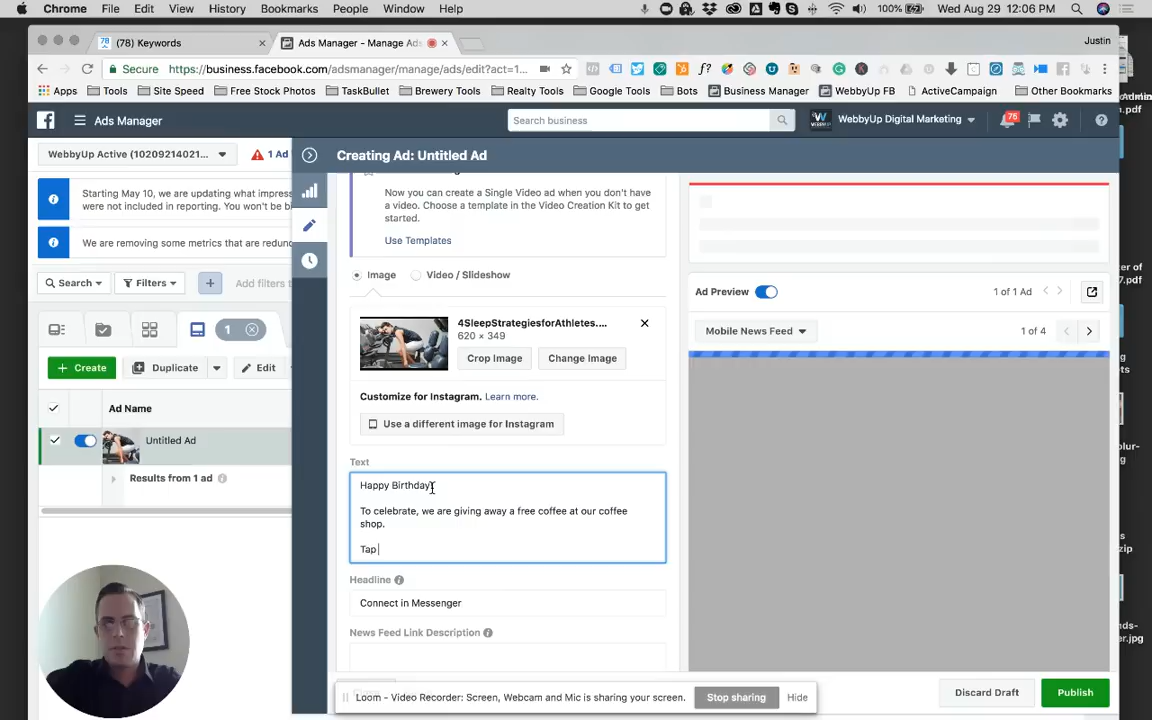 Chrome File Edit View History Bookmarks People Window Help 100% Wed Aug 29 12:06 PM
(78) Keywords
Ads Manager - Manage Ads
Justin
Secure https://business.facebook.com/adsmanager/manage/ads/edit?act=1...
Apps Tools Site Speed Free Stock Photos TaskBullet Brewery Tools Realty Tools Google Tools Bots Business Manager WebbyUp FB ActiveCampaign Other Bookmarks
Ads Manager
Search business
WebbyUp Digital Marketing
WebbyUp Active (10209214021...
1 Ad
Creating Ad: Untitled Ad
Starting May 10, we are updating what impress
were not included in reporting. You won't be b
We are removing some metrics that are redund
Search Filters + Add filters t
1
+ Create Duplicate Edit
Ad Name
Untitled Ad
Results from 1 ad
Now you can create a Single Video ad when you don't have
a video. Choose a template in the Video Creation Kit to get
started.
Use Templates
Image Video / Slideshow
4SleepStrategiesforAthletes....
620 × 349
Crop Image Change Image
Customize for Instagram. Learn more.
Use a different image for Instagram
Text
Happy Birthday
To celebrate, we are giving away a free coffee at our coffee
shop.
Tap
Headline
Connect in Messenger
News Feed Link Description
Ad Preview 1 of 1 Ad
Mobile News Feed 1 of 4
Loom - Video Recorder: Screen, Webcam and Mic is sharing your screen. Stop sharing Hide
Discard Draft Publish